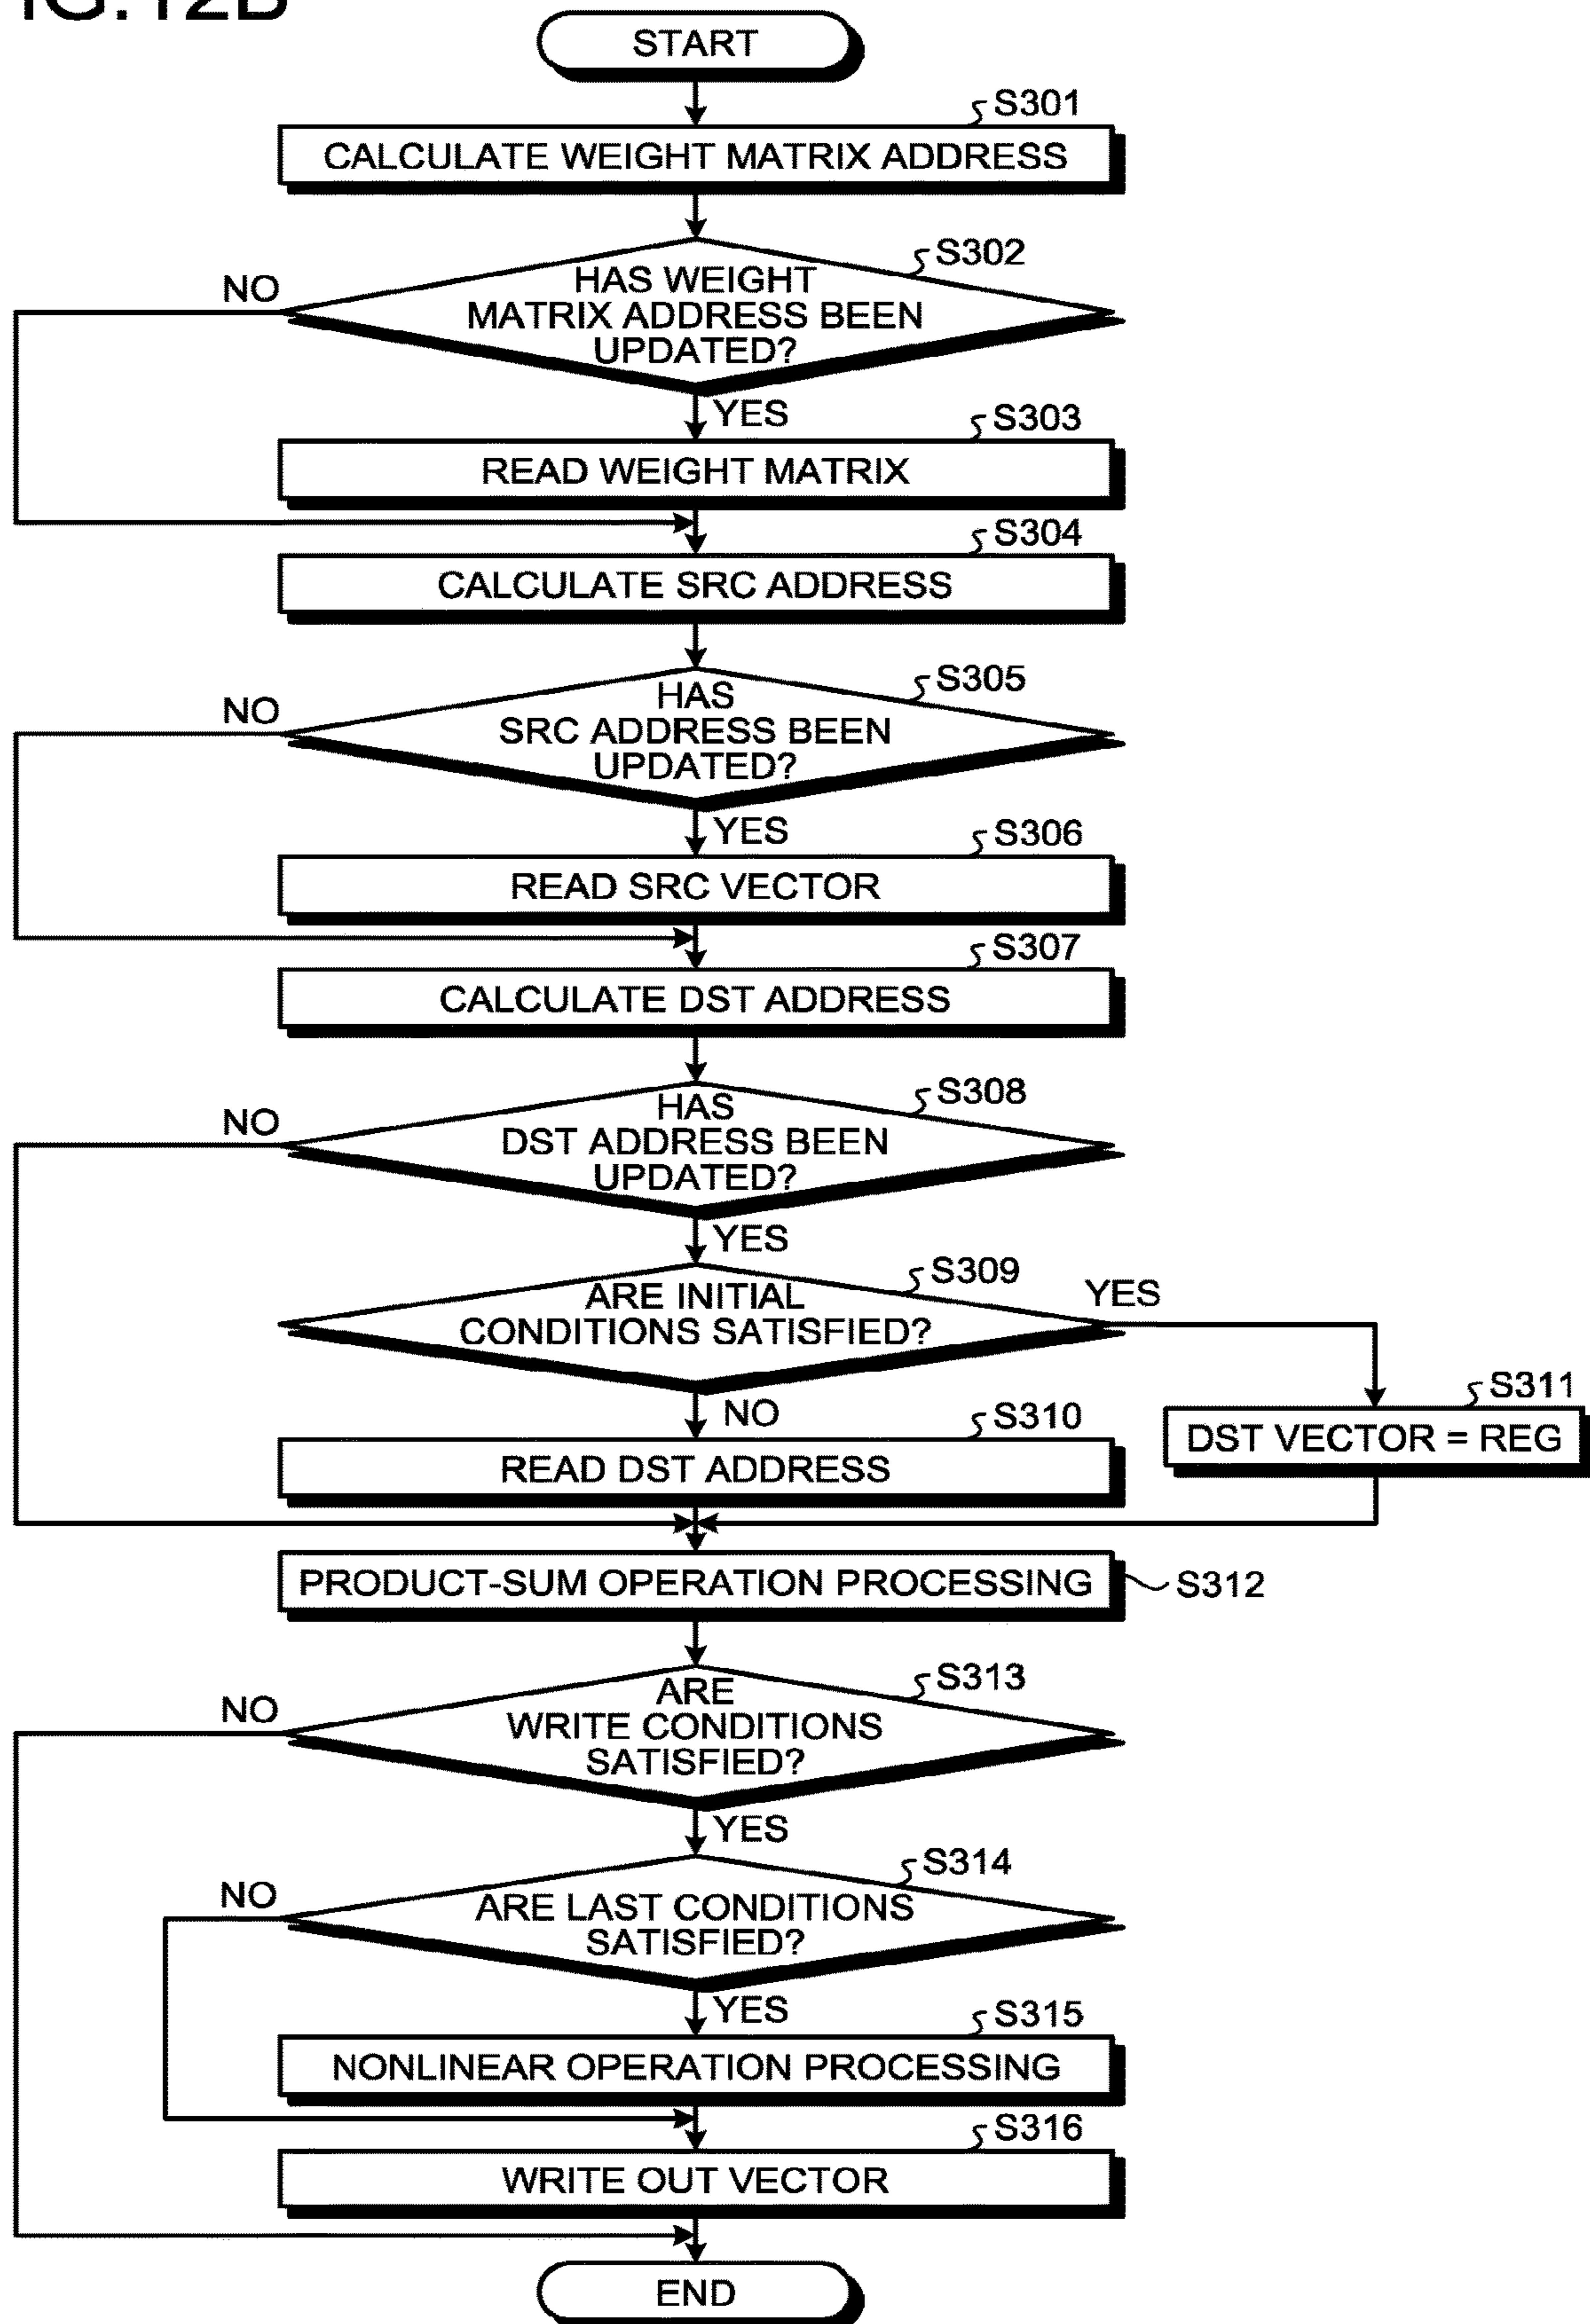 IG.12B
START
S301
CALCULATE WEIGHT MATRIX ADDRESS
S302
NO
HAS WEIGHT
MATRIX ADDRESS BEEN
UPDATED?
YES
S303
READ WEIGHT MATRIX
S304
CALCULATE SRC ADDRESS
S305
NO
HAS
SRC ADDRESS BEEN
UPDATED?
YES
S306
READ SRC VECTOR
S307
CALCULATE DST ADDRESS
S308
NO
HAS
DST ADDRESS BEEN
UPDATED?
YES
S309
ARE INITIAL
CONDITIONS SATISFIED?
YES
NO
S310
READ DST ADDRESS
S311
DST VECTOR = REG
PRODUCT-SUM OPERATION PROCESSING
S312
S313
NO
ARE
WRITE CONDITIONS
SATISFIED?
YES
S314
NO
ARE LAST CONDITIONS
SATISFIED?
YES
S315
NONLINEAR OPERATION PROCESSING
S316
WRITE OUT VECTOR
END